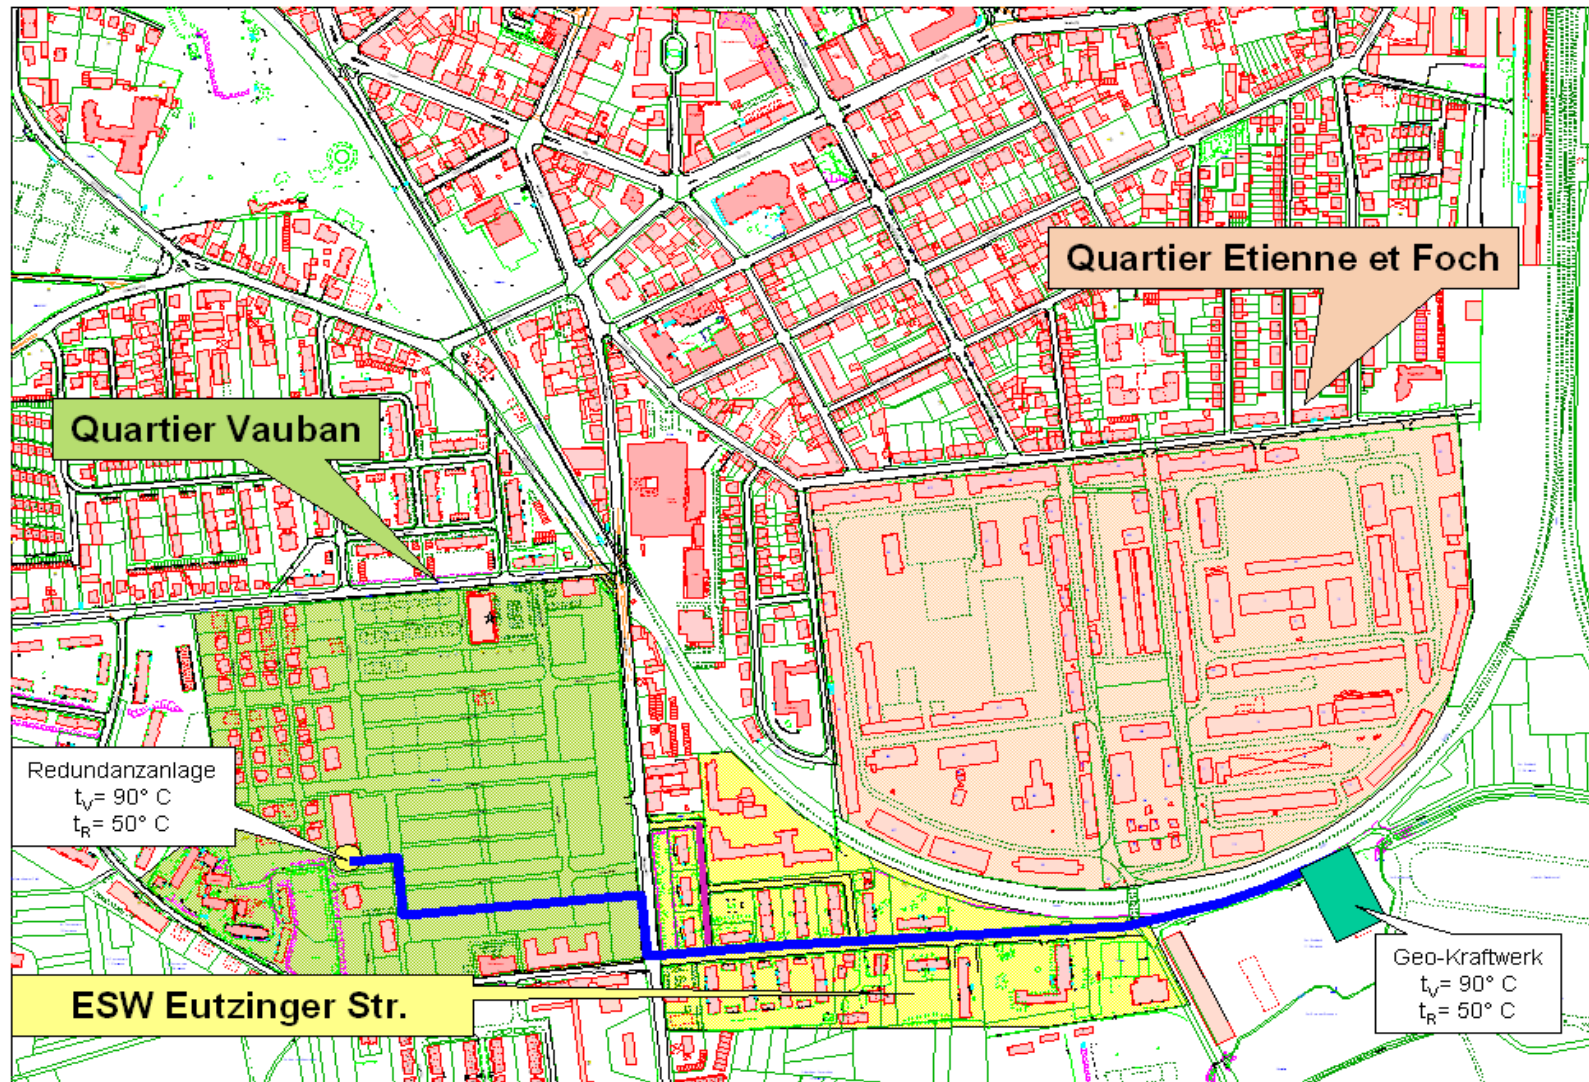 Quartier Etienne et Foch
Quartier Vauban
Redundanzanlage
tV= 90° C
tR= 50° C
ESW Eutzinger Str.
Geo-Kraftwerk
tV= 90° C
tR= 50° C